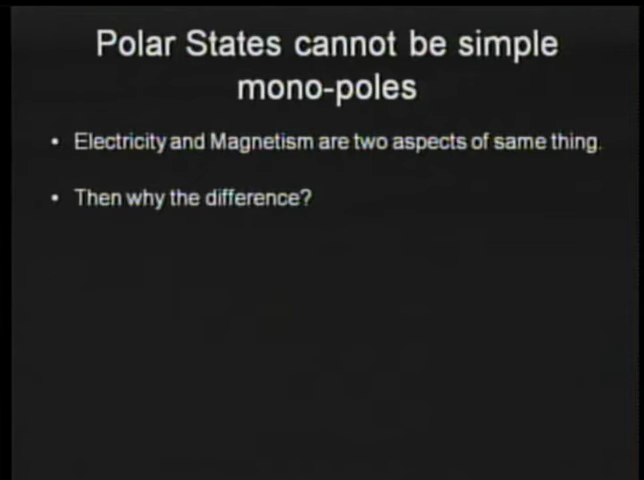 Polar States cannot be simple
mono-poles
• Electricity and Magnetism are two aspects of same thing.
• Then why the difference?